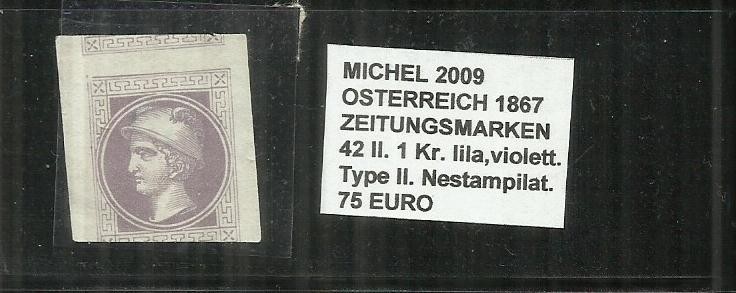 MICHEL 2009
OSTERREICH 1867
ZEITUNGSMARKEN
42 II. 1 Kr. lila,violett.
Type II. Nestampilat.
75 EURO